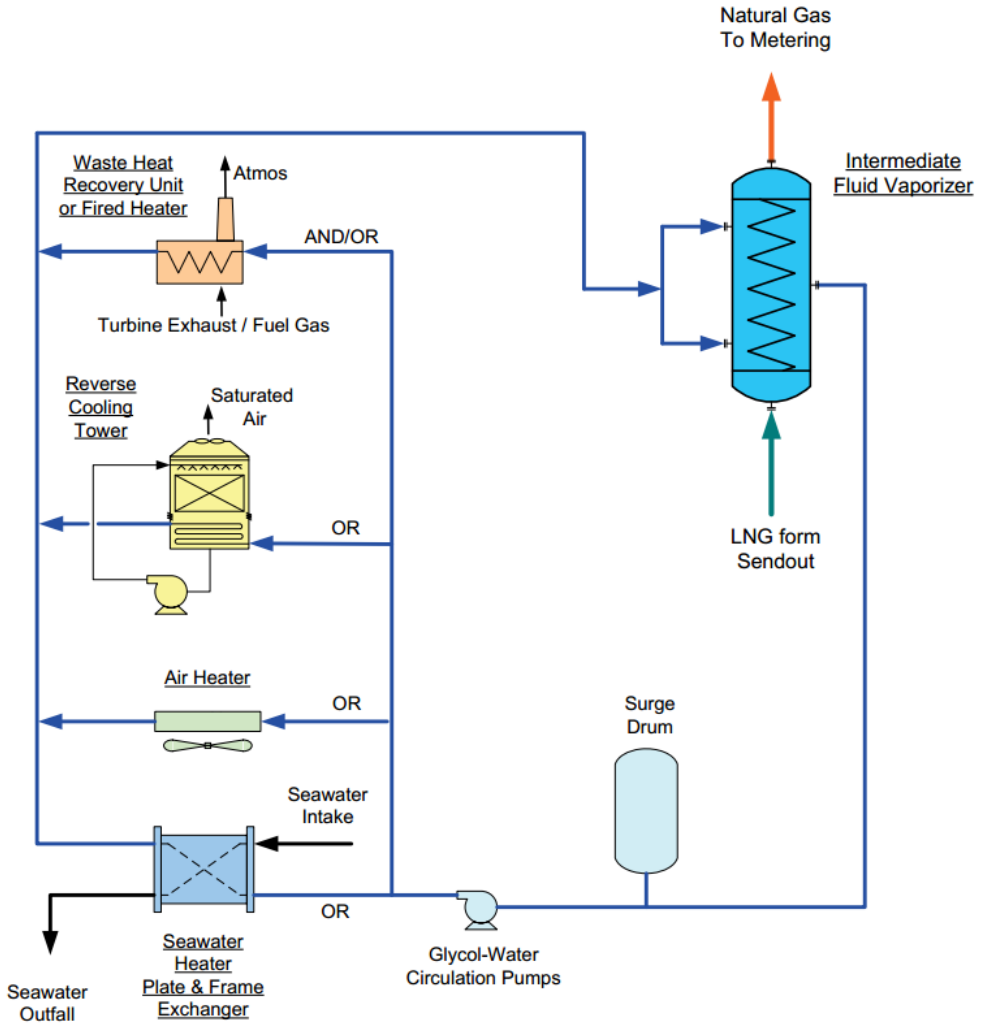 Natural Gas
To Metering
Waste Heat
Recovery Unit
or Fired Heater
Atmos
Intermediate
Fluid Vaporizer
AND/OR
Turbine Exhaust / Fuel Gas
Reverse
Cooling
Tower
Saturated
Air
OR
LNG form
Sendout
Air Heater
OR
Surge
Drum
Seawater
Intake
OR
Glycol-Water
Circulation Pumps
Seawater
Heater
Plate & Frame
Exchanger
Seawater
Outfall